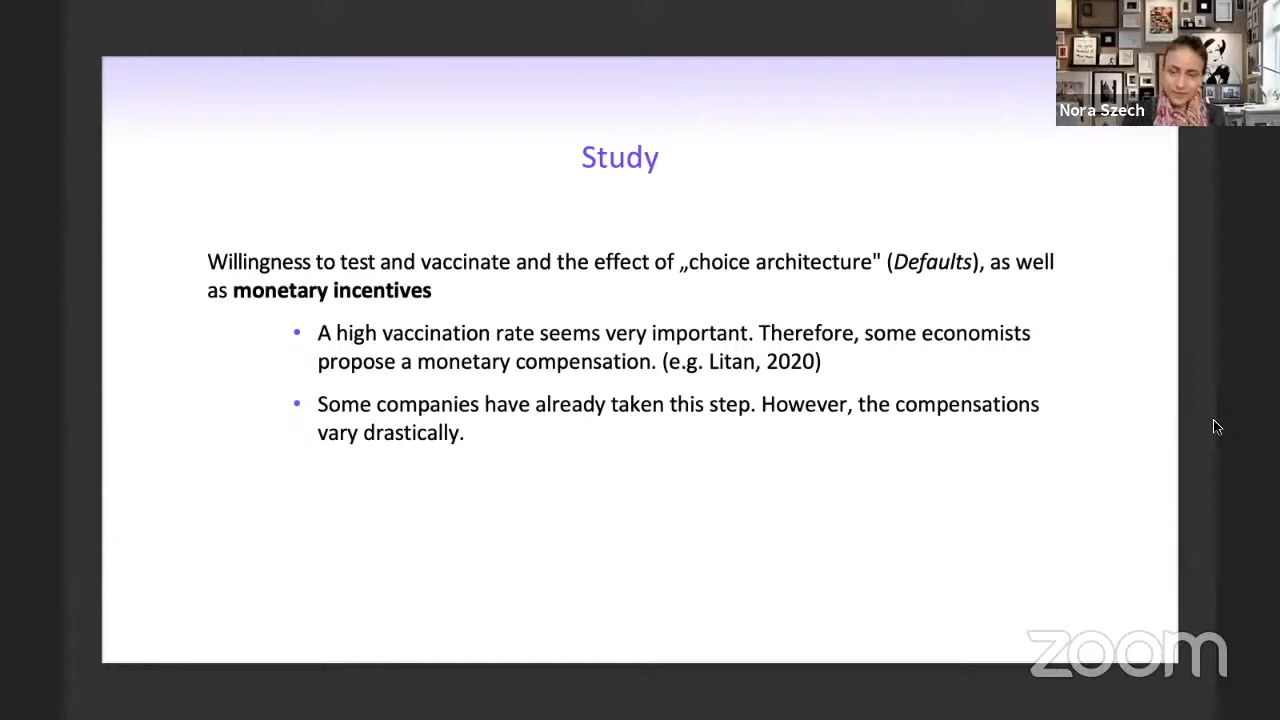 Nora Szech
Study
Willingness to test and vaccinate and the effect of „choice architecture" (Defaults), as well
as monetary incentives
• A high vaccination rate seems very important. Therefore, some economists
propose a monetary compensation. (e.g. Litan, 2020)
• Some companies have already taken this step. However, the compensations
vary drastically.
zoom